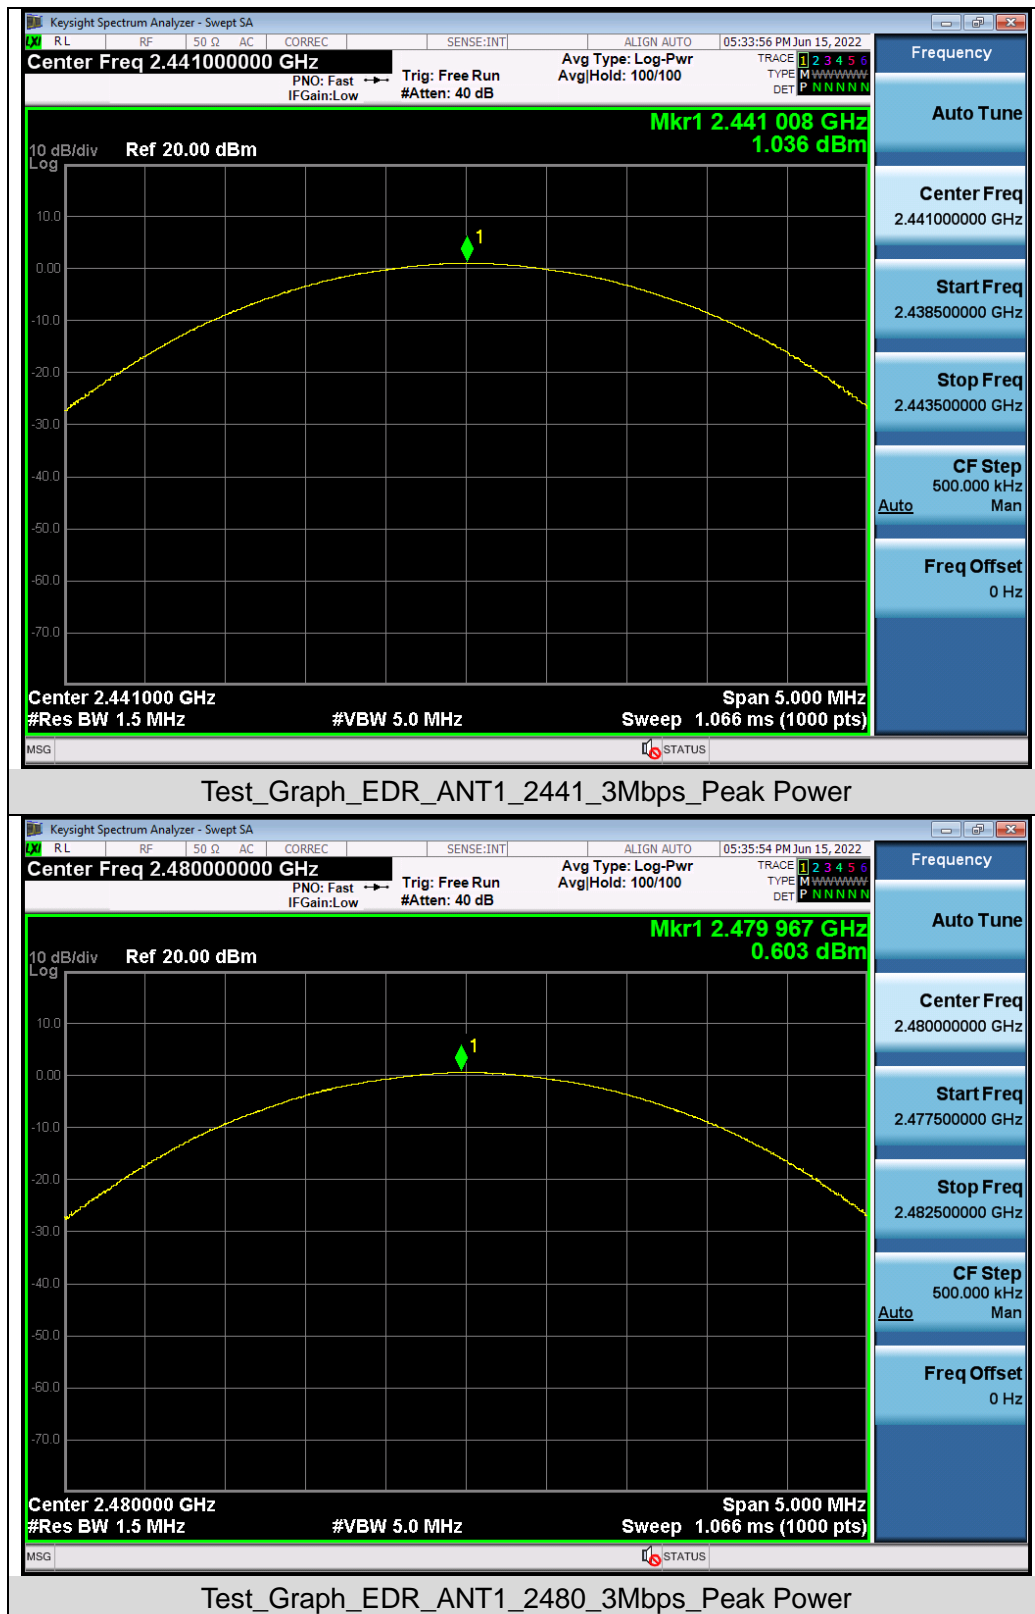 Keysight Spectrum Analyzer - Swept SA
LXI RL RF 50 Ω AC CORREC SENSE:INT ALIGN AUTO 05:33:56 PM Jun 15, 2022
Center Freq 2.441000000 GHz
PNO: Fast
IFGain:Low
Trig: Free Run
#Atten: 40 dB
Avg Type: Log-Pwr
Avg|Hold: 100/100
TRACE 1 2 3 4 5 6
TYPE M WWWWW
DET P N N N N N
Mkr1 2.441 008 GHz
1.036 dBm
10 dB/div Ref 20.00 dBm
Log
10.0
1
0.00
-10.0
-20.0
-30.0
-40.0
-50.0
-60.0
-70.0
Center 2.441000 GHz Span 5.000 MHz
#Res BW 1.5 MHz #VBW 5.0 MHz Sweep 1.066 ms (1000 pts)
MSG STATUS
Frequency
Auto Tune
Center Freq
2.441000000 GHz
Start Freq
2.438500000 GHz
Stop Freq
2.443500000 GHz
CF Step
500.000 kHz
Auto Man
Freq Offset
0 Hz
Test_Graph_EDR_ANT1_2441_3Mbps_Peak Power
Keysight Spectrum Analyzer - Swept SA
LXI RL RF 50 Ω AC CORREC SENSE:INT ALIGN AUTO 05:35:54 PM Jun 15, 2022
Center Freq 2.480000000 GHz
PNO: Fast
IFGain:Low
Trig: Free Run
#Atten: 40 dB
Avg Type: Log-Pwr
Avg|Hold: 100/100
TRACE 1 2 3 4 5 6
TYPE M WWWWW
DET P N N N N N
Mkr1 2.479 967 GHz
0.603 dBm
10 dB/div Ref 20.00 dBm
Log
10.0
1
0.00
-10.0
-20.0
-30.0
-40.0
-50.0
-60.0
-70.0
Center 2.480000 GHz Span 5.000 MHz
#Res BW 1.5 MHz #VBW 5.0 MHz Sweep 1.066 ms (1000 pts)
MSG STATUS
Frequency
Auto Tune
Center Freq
2.480000000 GHz
Start Freq
2.477500000 GHz
Stop Freq
2.482500000 GHz
CF Step
500.000 kHz
Auto Man
Freq Offset
0 Hz
Test_Graph_EDR_ANT1_2480_3Mbps_Peak Power